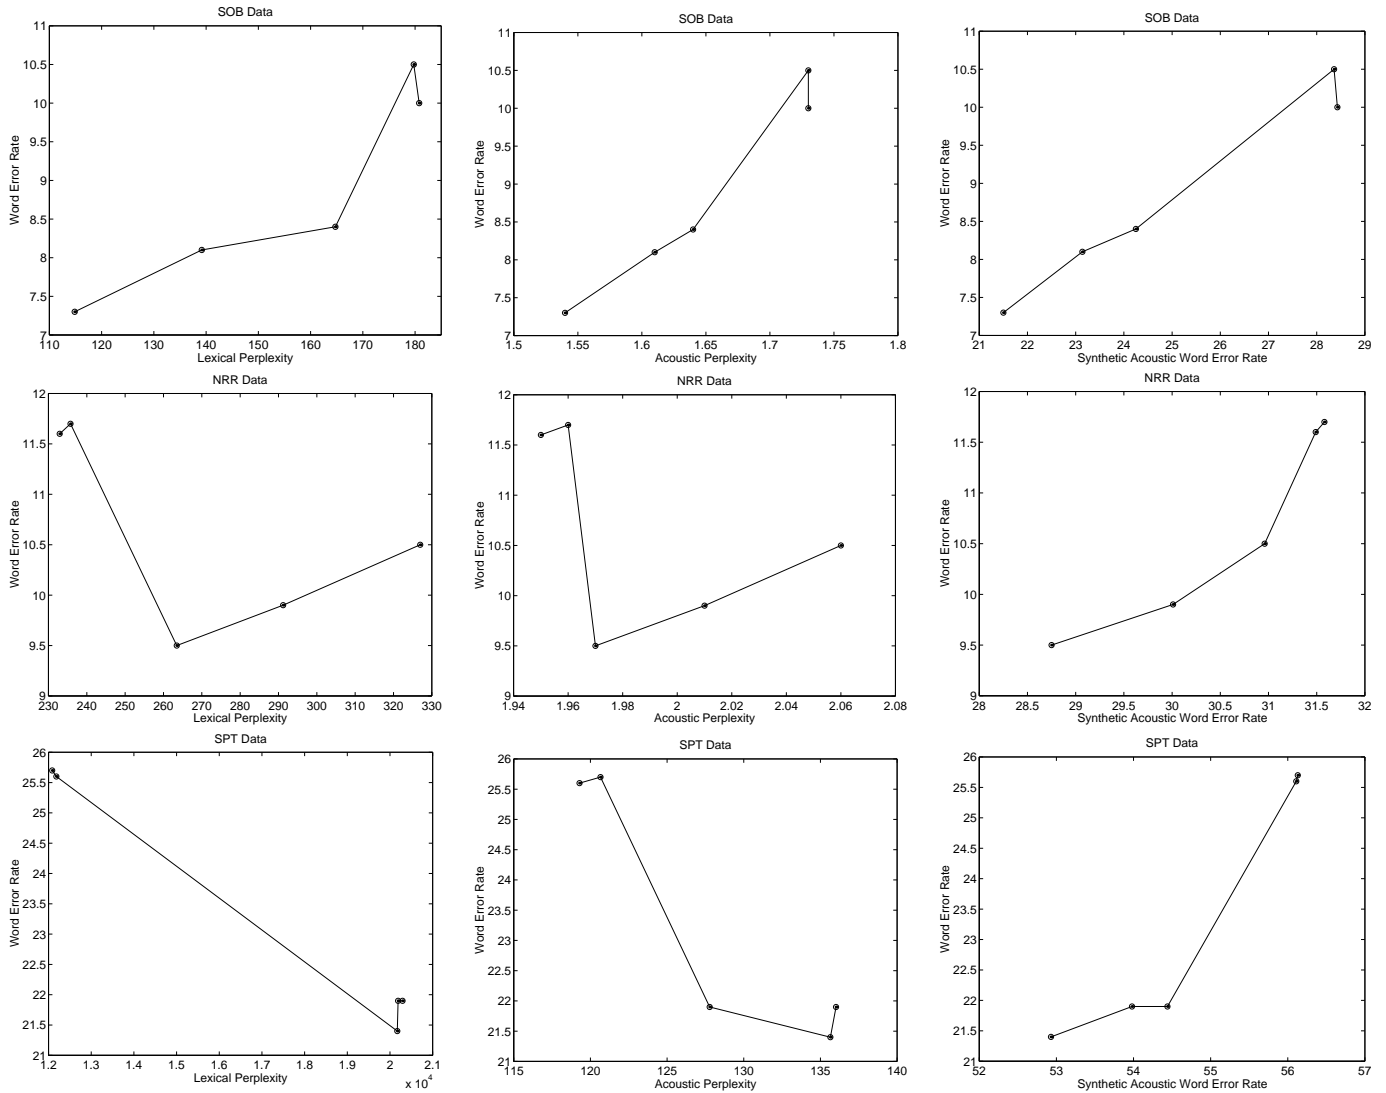 SOB Data
11
10.5
10
9.5
9
8.5
8
7.5
7
Word Error Rate
110 120 130 140 150 160 170 180
Lexical Perplexity
SOB Data
11
10.5
10
9.5
9
8.5
8
7.5
7
Word Error Rate
1.5 1.55 1.6 1.65 1.7 1.75 1.8
Acoustic Perplexity
SOB Data
11
10.5
10
9.5
9
8.5
8
7.5
7
Word Error Rate
21 22 23 24 25 26 27 28 29
Synthetic Acoustic Word Error Rate
NRR Data
12
11.5
11
10.5
10
9.5
9
Word Error Rate
230 240 250 260 270 280 290 300 310 320 330
Lexical Perplexity
NRR Data
12
11.5
11
10.5
10
9.5
9
Word Error Rate
1.94 1.96 1.98 2 2.02 2.04 2.06 2.08
Acoustic Perplexity
NRR Data
12
11.5
11
10.5
10
9.5
9
Word Error Rate
28 28.5 29 29.5 30 30.5 31 31.5 32
Synthetic Acoustic Word Error Rate
SPT Data
26
25.5
25
24.5
24
23.5
23
22.5
22
21.5
21
Word Error Rate
1.2 1.3 1.4 1.5 1.6 1.7 1.8 1.9 2 2.1
Lexical Perplexity
x 10⁴
SPT Data
26
25.5
25
24.5
24
23.5
23
22.5
22
21.5
21
Word Error Rate
115 120 125 130 135 140
Acoustic Perplexity
SPT Data
26
25.5
25
24.5
24
23.5
23
22.5
22
21.5
21
Word Error Rate
52 53 54 55 56 57
Synthetic Acoustic Word Error Rate